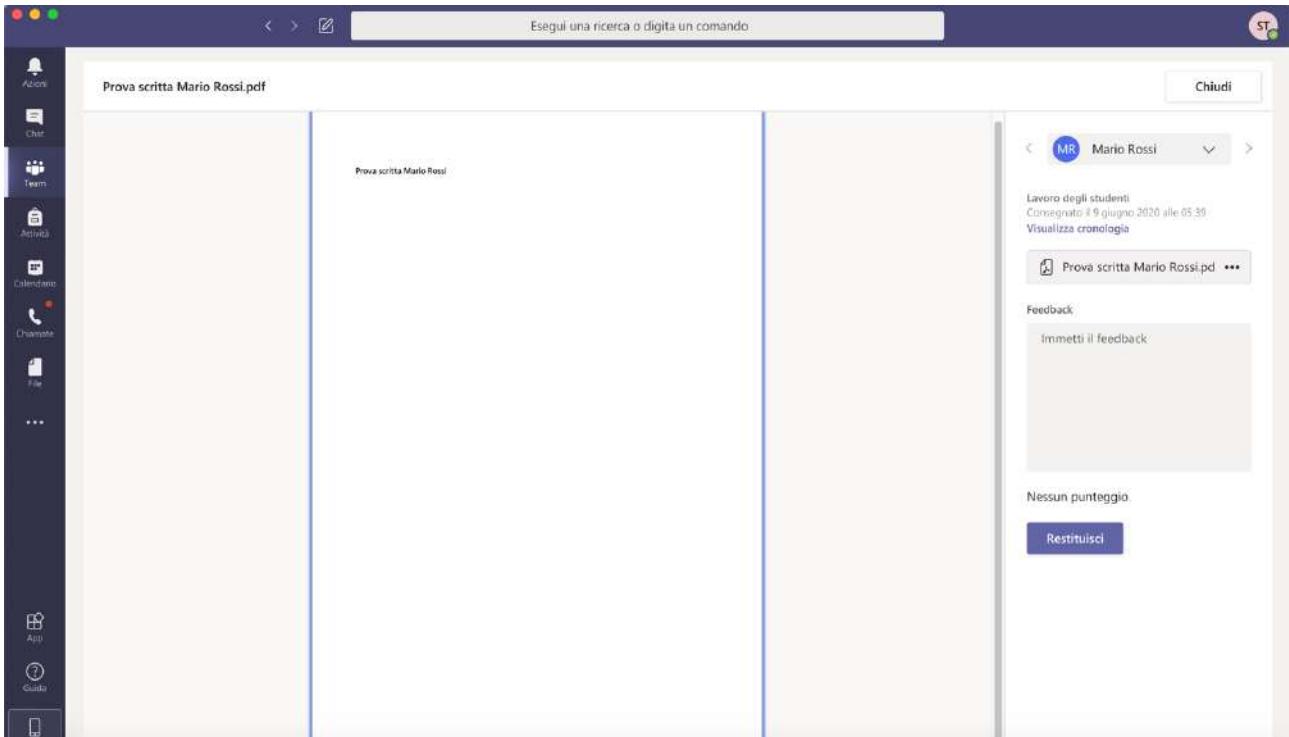 Esegui una ricerca o digita un comando
ST
Azioni
Chat
Team
Attività
Calendario
Chiamate
File
App
Guida
Prova scritta Mario Rossi.pdf
Chiudi
Prova scritta Mario Rossi
MR Mario Rossi
Lavoro degli studenti
Consegnato il 9 giugno 2020 alle 05:39
Visualizza cronologia
Prova scritta Mario Rossi.pd •••
Feedback
Immetti il feedback
Nessun punteggio
Restituisci